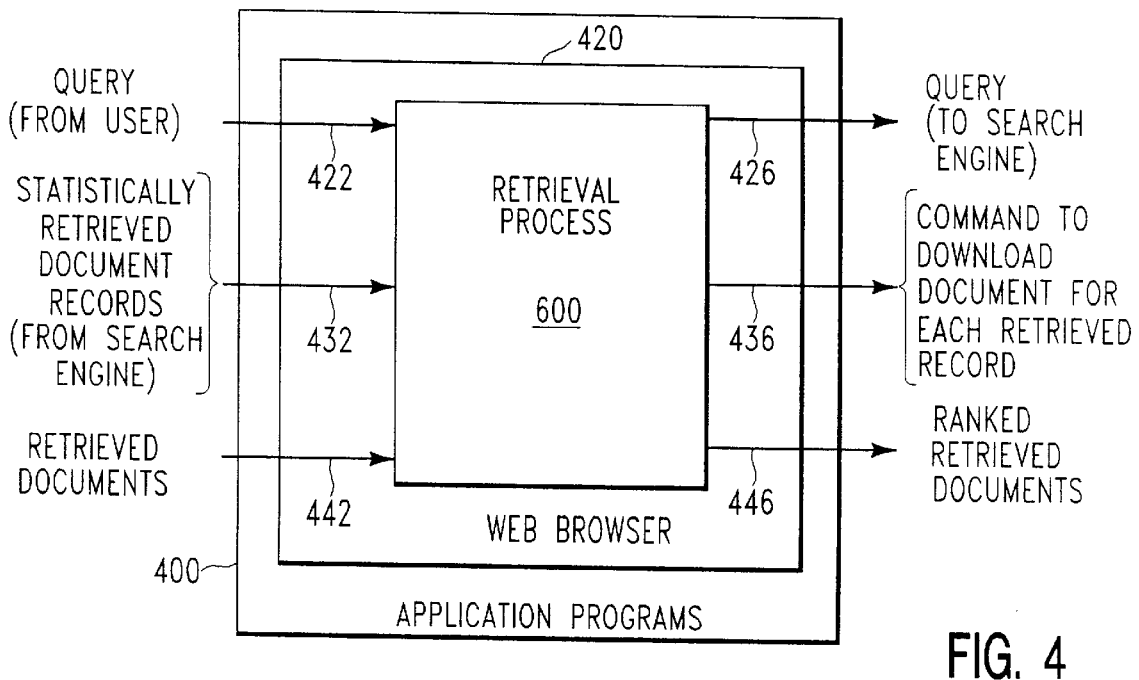 420
QUERY
(FROM USER)
422
STATISTICALLY
RETRIEVED
DOCUMENT
RECORDS
(FROM SEARCH
ENGINE)
432
RETRIEVED
DOCUMENTS
442
RETRIEVAL
PROCESS
600
QUERY
(TO SEARCH
ENGINE)
426
COMMAND TO
DOWNLOAD
DOCUMENT FOR
EACH RETRIEVED
RECORD
436
RANKED
RETRIEVED
DOCUMENTS
446
WEB BROWSER
400
APPLICATION PROGRAMS
FIG. 4